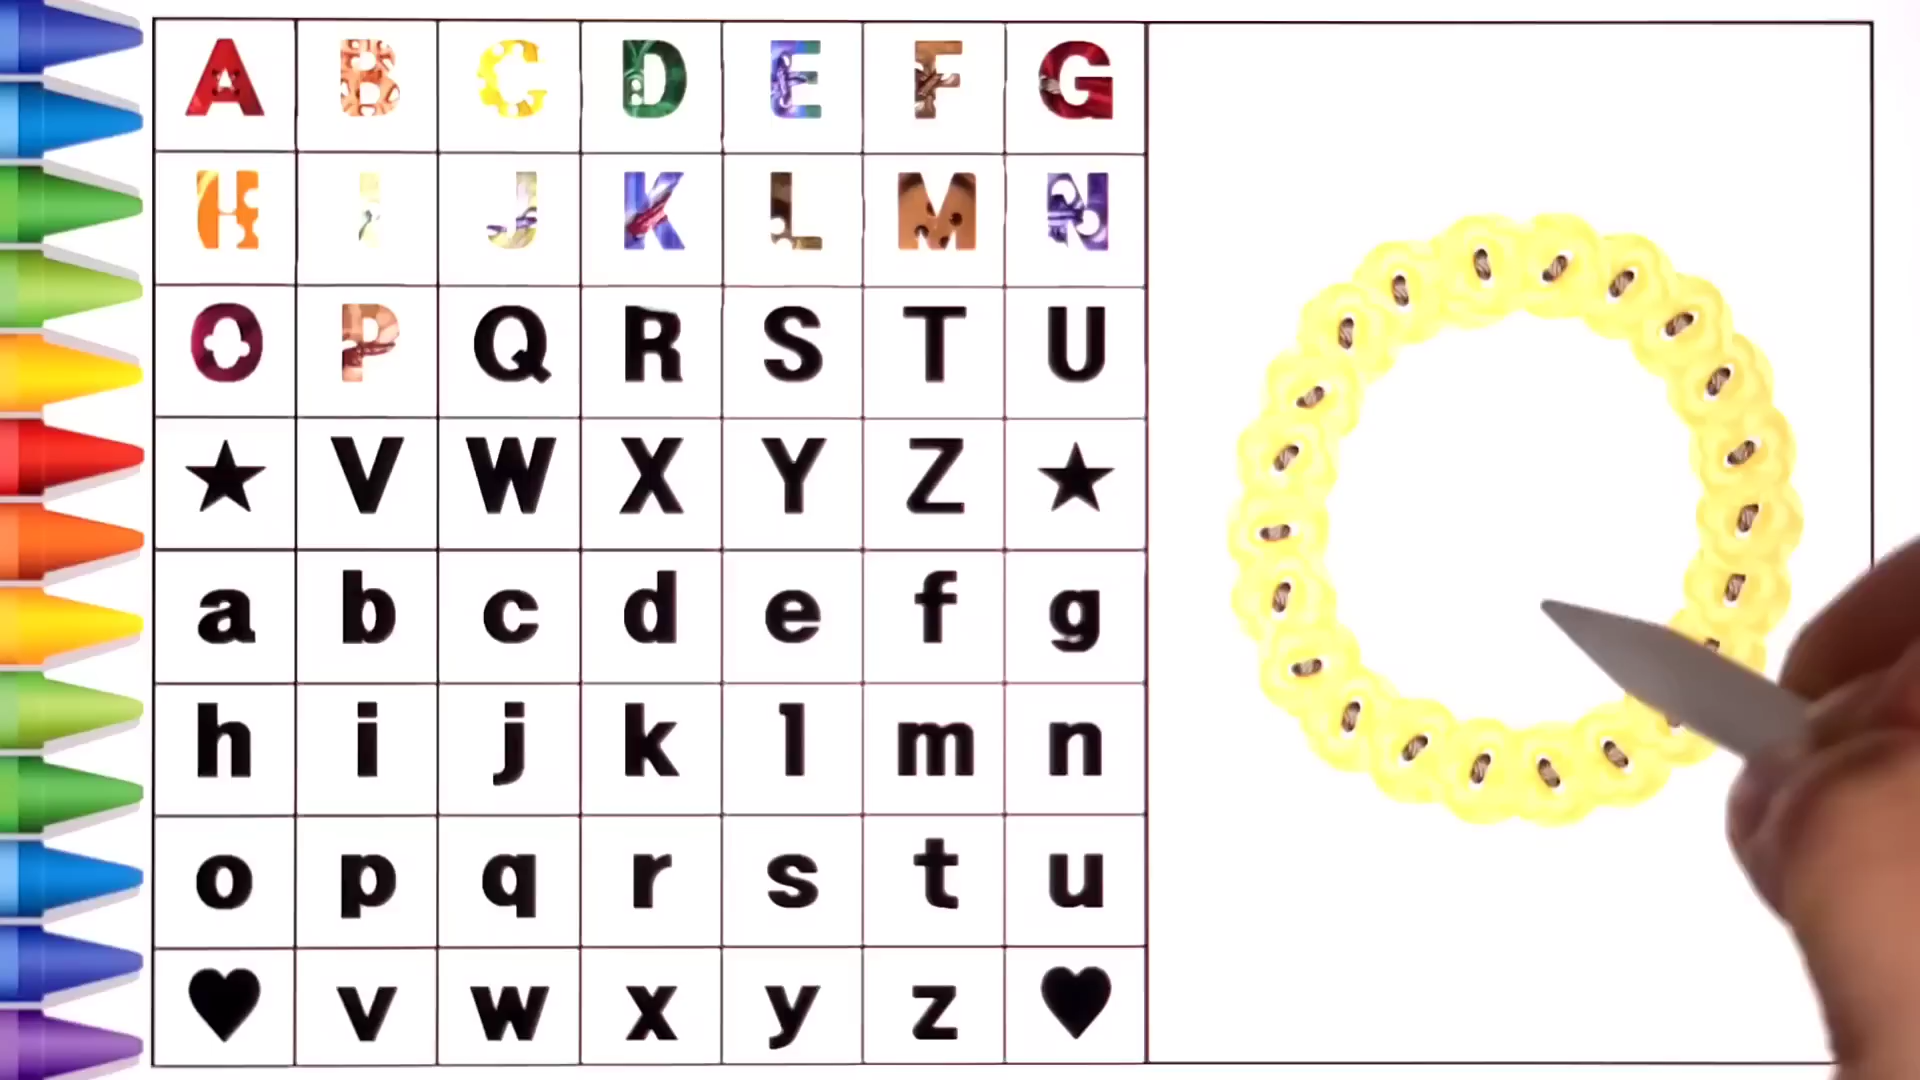 A B C D E F G
H I J K L M N
O P Q R S T U
★ V W X Y Z ★
a b c d e f g
h i j k l m n
o p q r s t u
♥ v w x y z ♥